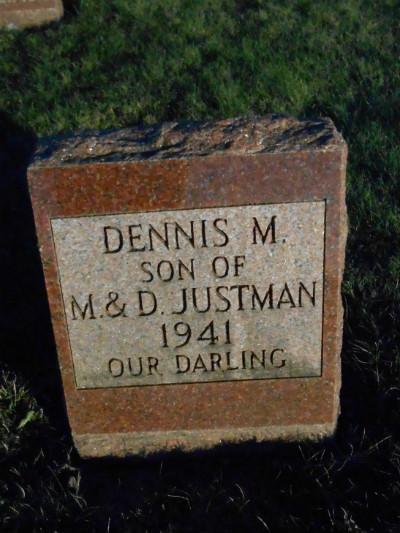 DENNIS M.
SON OF
M. & D. JUSTMAN
1941
OUR DARLING